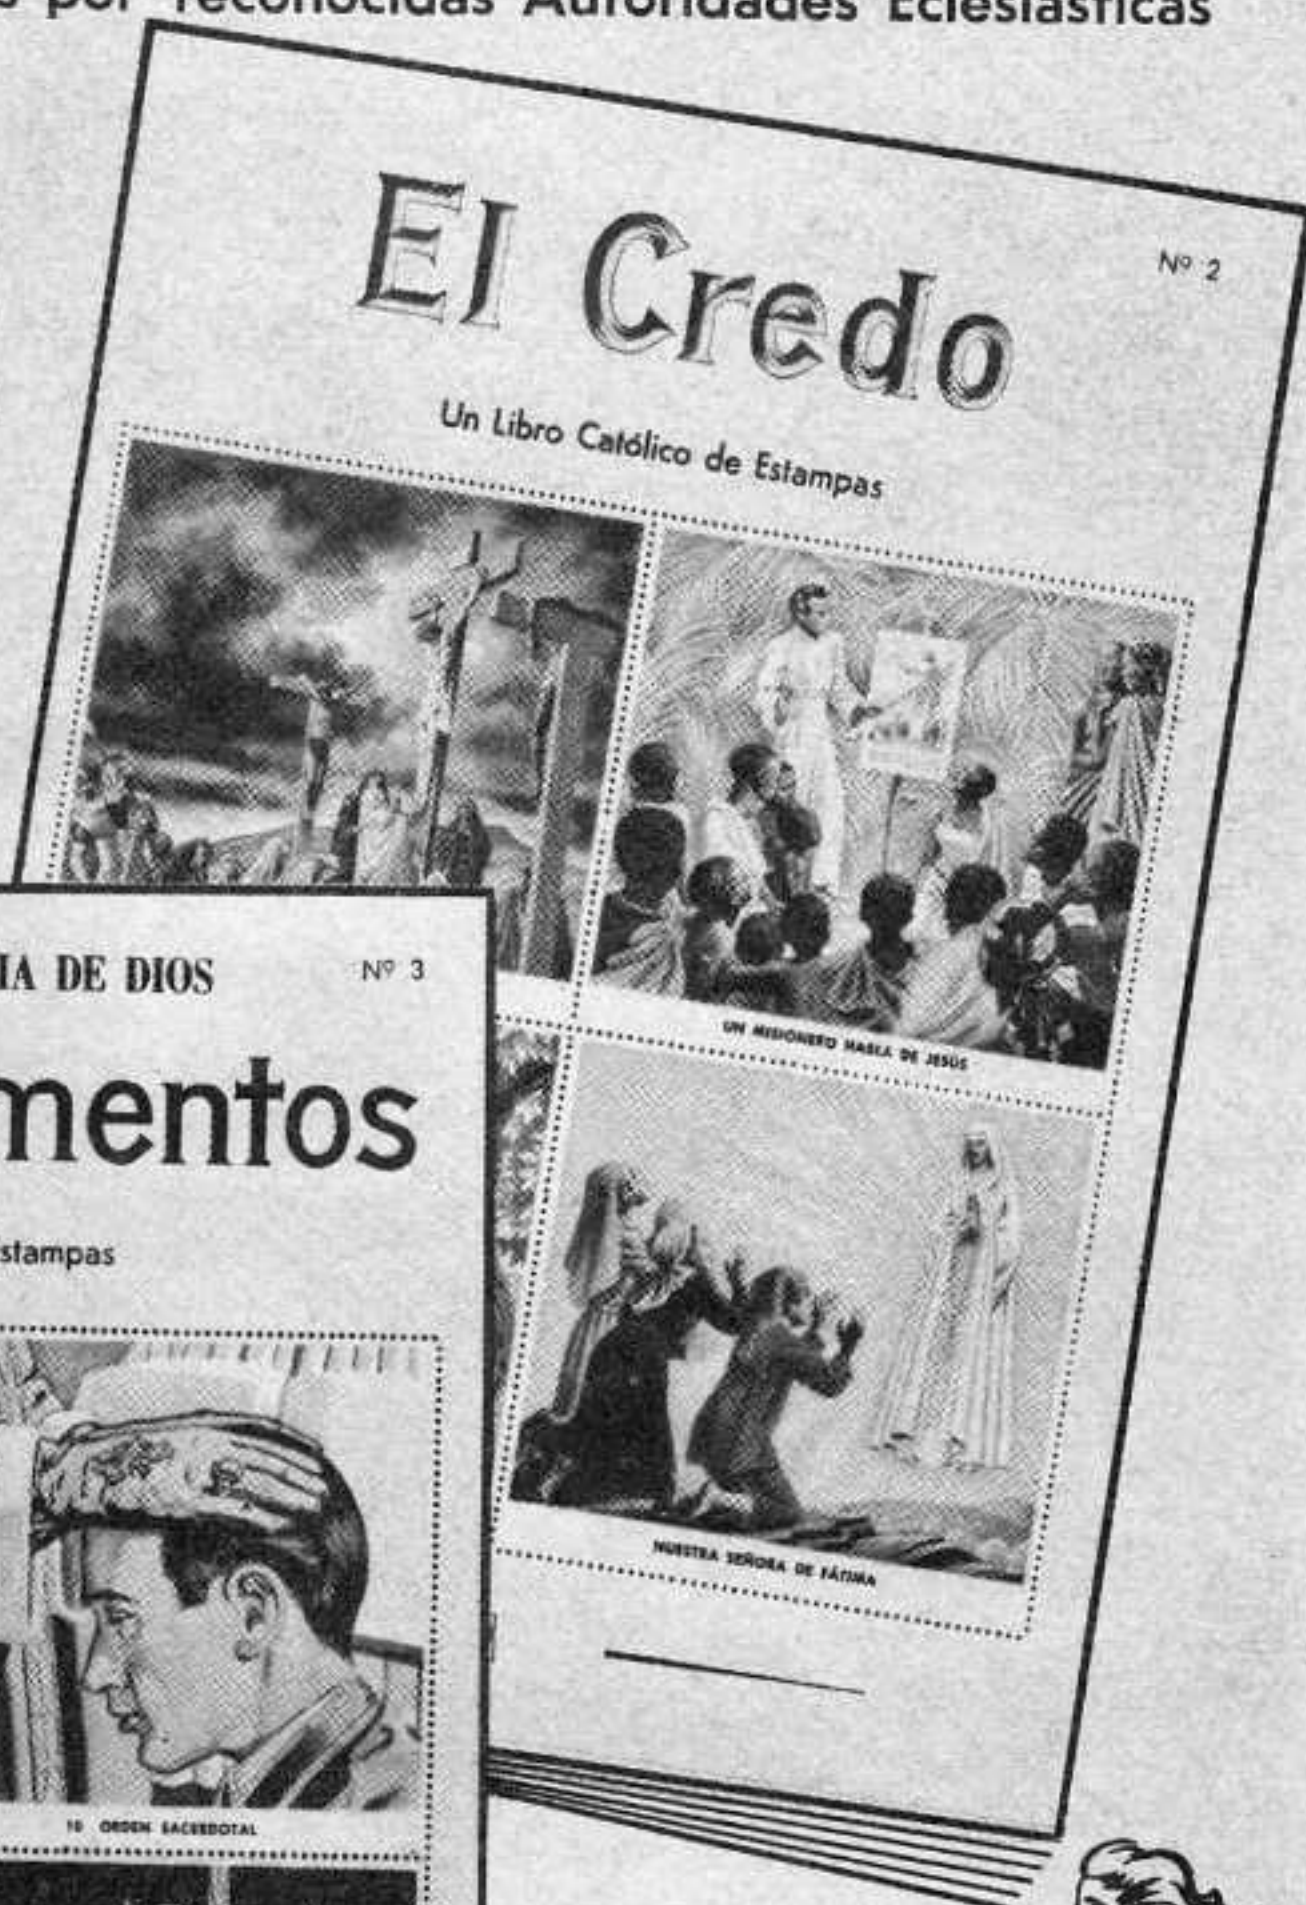 por reconocidas Autoridades Eclesiásticas
El Credo
Nº 2
Un Libro Católico de Estampas
UN MISIONERO HABLA DE JESÚS
NUESTRA SEÑORA DE FÁTIMA
IA DE DIOS
Nº 3
mentos
stampas
10 ORDEN SACERDOTAL